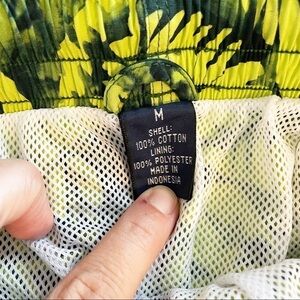 M
SHELL:
100% COTTON
LINING:
100% POLYESTER
MADE IN
INDONESIA